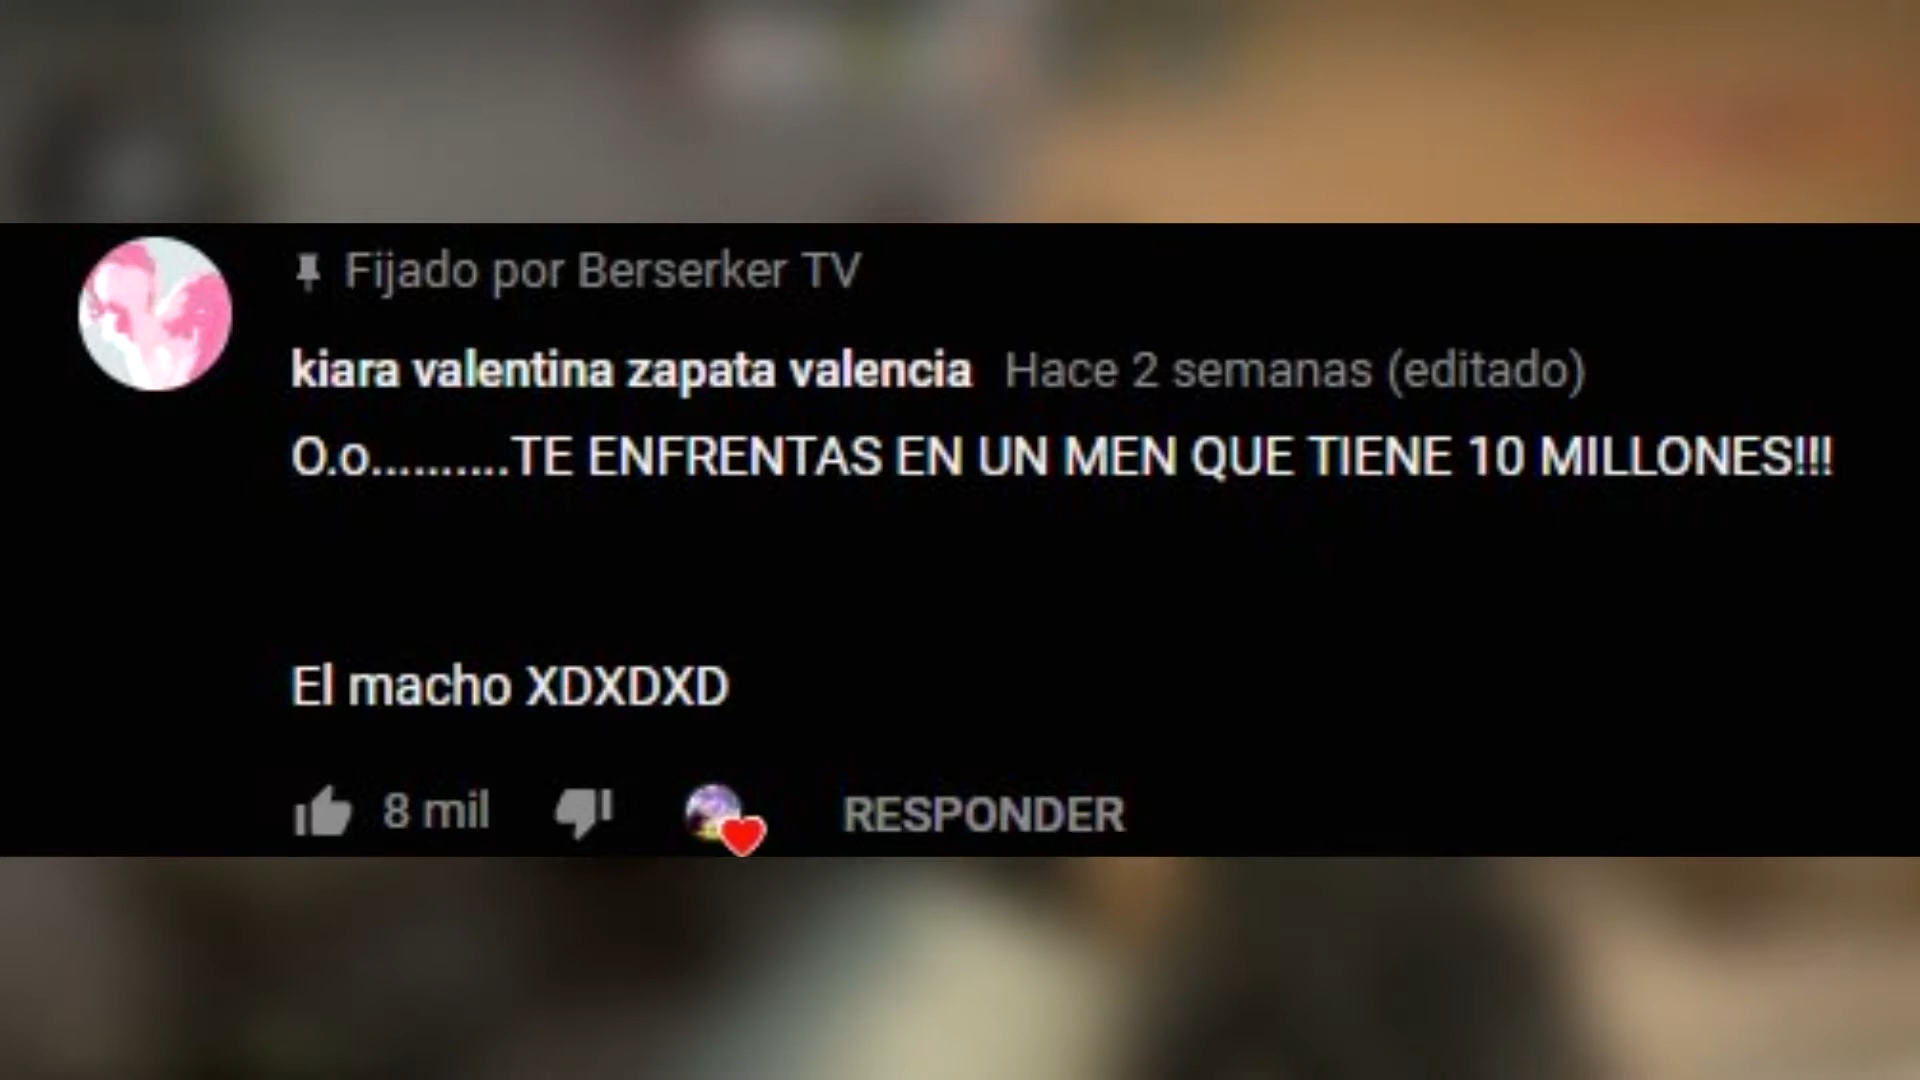 Fijado por Berserker TV
kiara valentina zapata valencia Hace 2 semanas (editado)
O.o..........TE ENFRENTAS EN UN MEN QUE TIENE 10 MILLONES!!!
El macho XDXDXD
8 mil RESPONDER